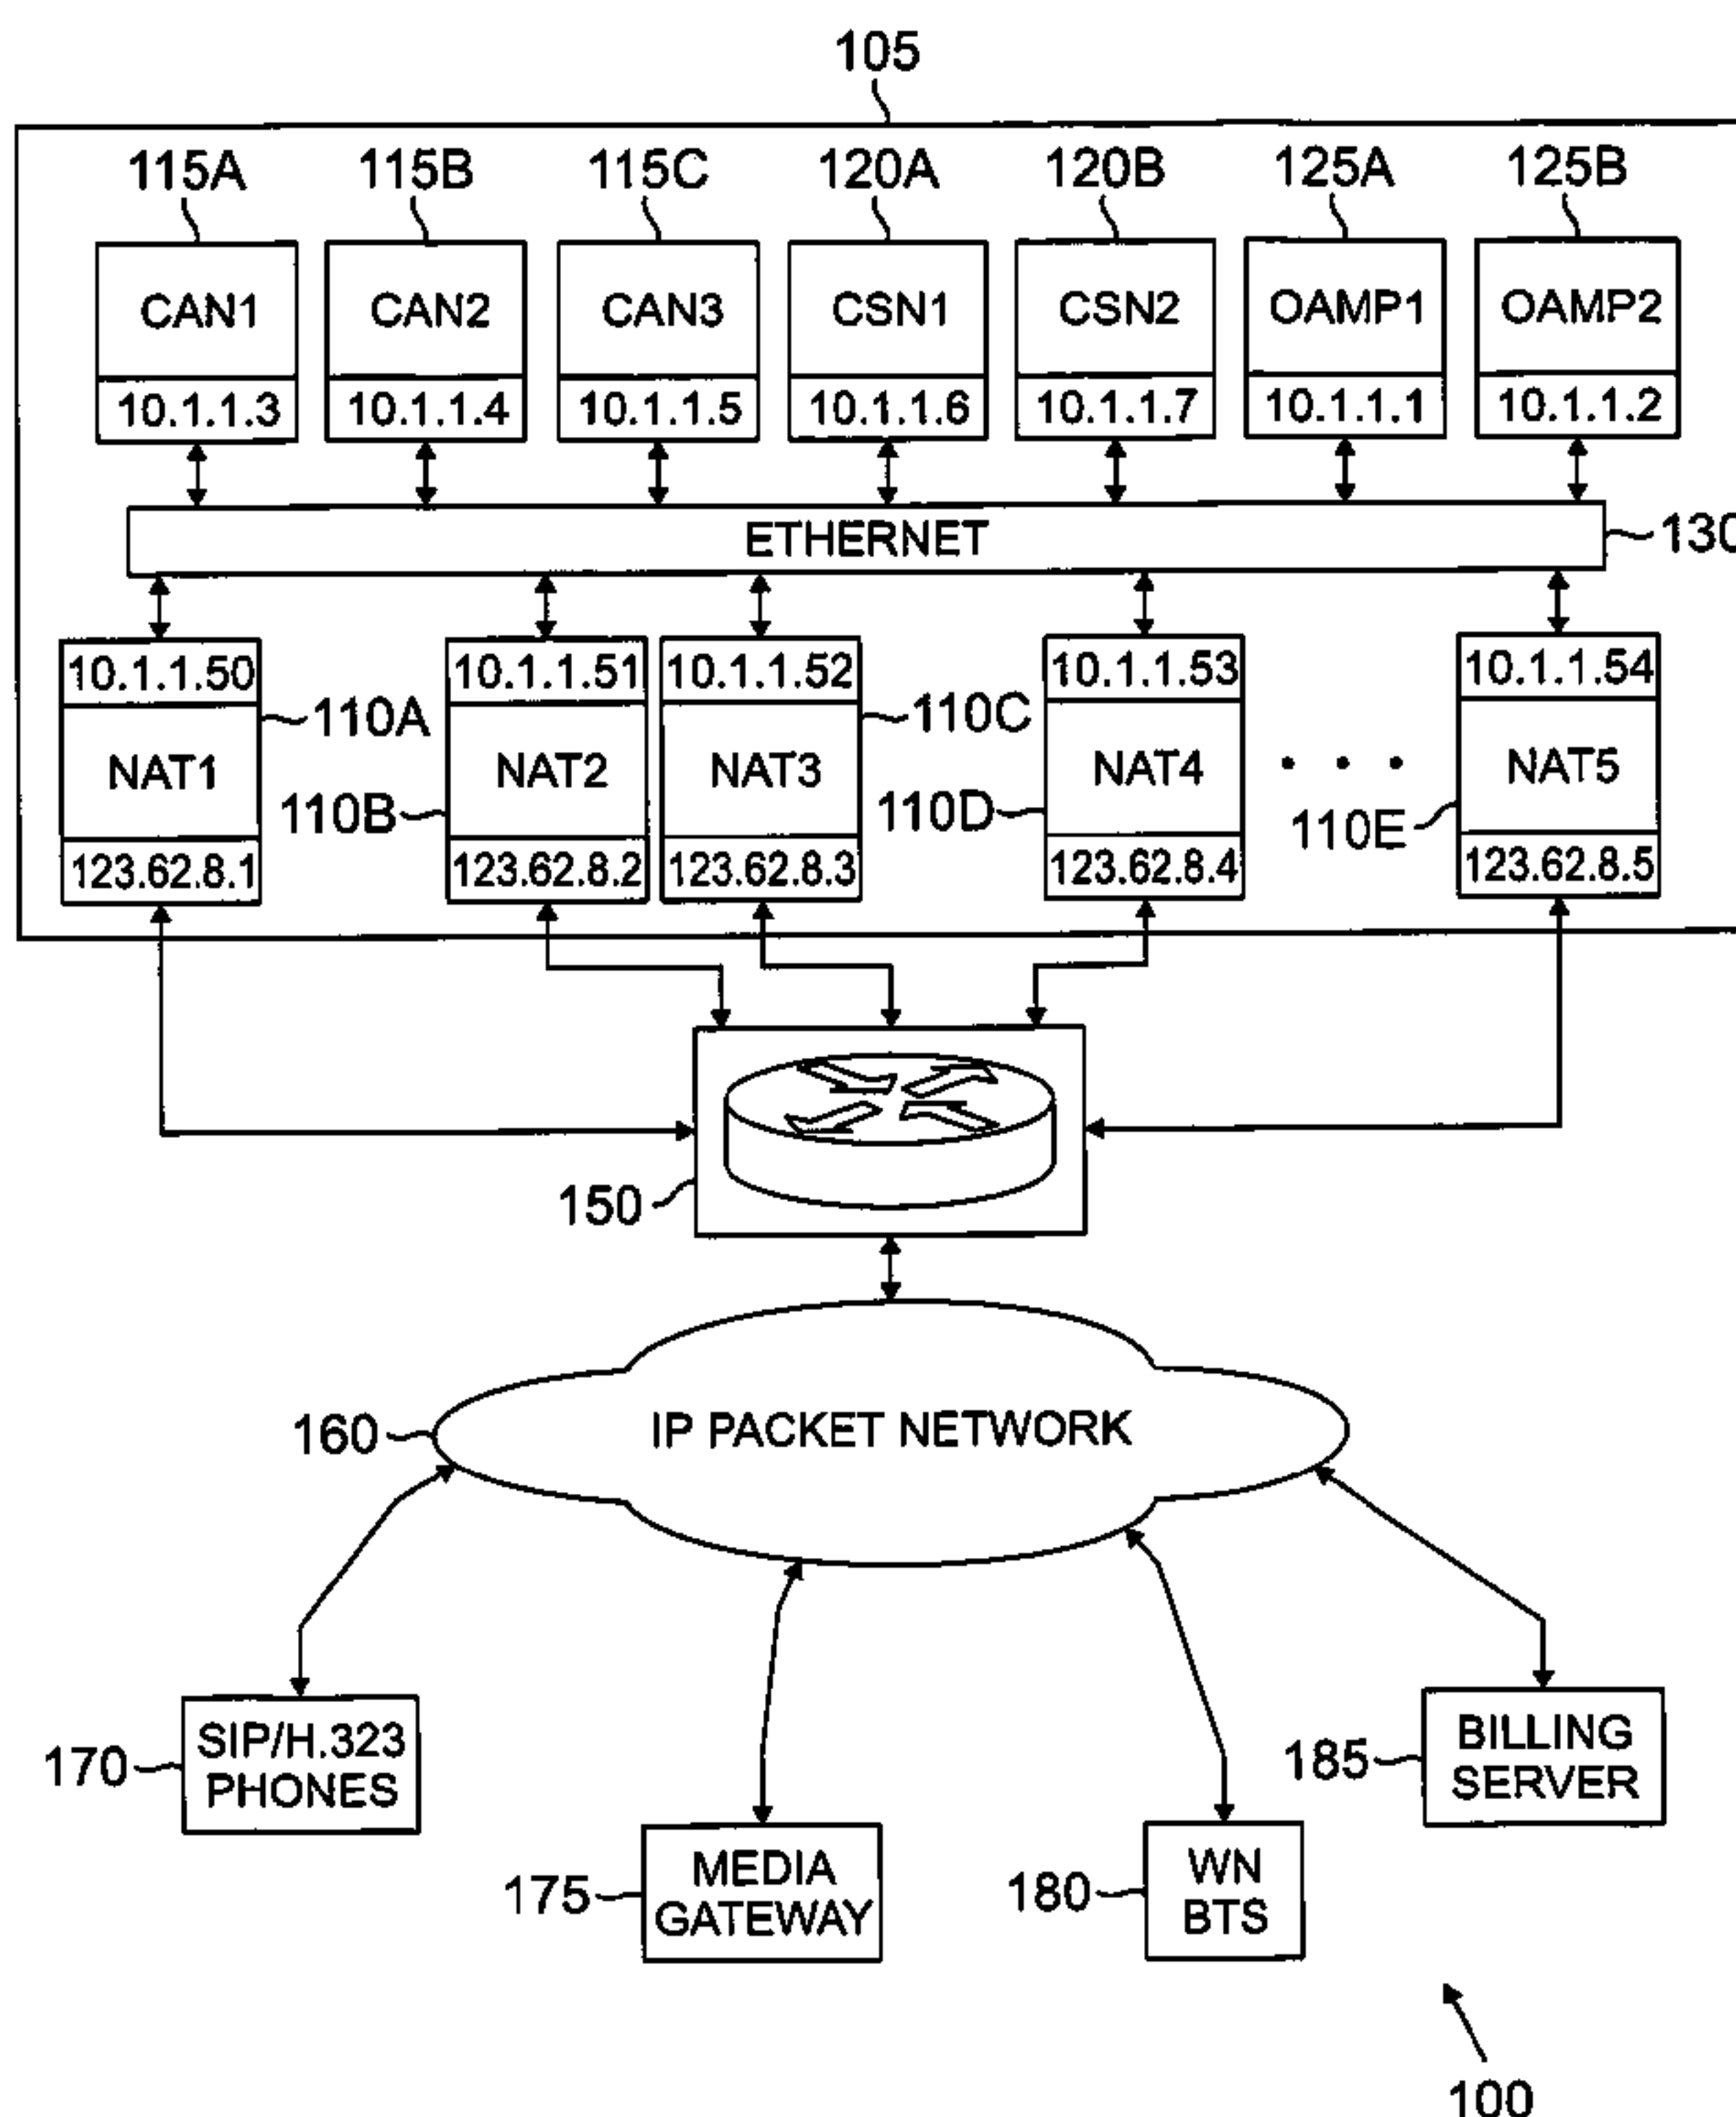 105
115A 115B 115C 120A 120B 125A 125B
CAN1 CAN2 CAN3 CSN1 CSN2 OAMP1 OAMP2
10.1.1.3 10.1.1.4 10.1.1.5 10.1.1.6 10.1.1.7 10.1.1.1 10.1.1.2
ETHERNET 130
10.1.1.50 10.1.1.51 10.1.1.52 10.1.1.53 10.1.1.54
110A 110C
NAT1 NAT2 NAT3 NAT4 . . . NAT5
110B 110D 110E
123.62.8.1 123.62.8.2 123.62.8.3 123.62.8.4 123.62.8.5
150
160 IP PACKET NETWORK
170 SIP/H.323
PHONES
185 BILLING
SERVER
175 MEDIA
GATEWAY
180 WN
BTS
100